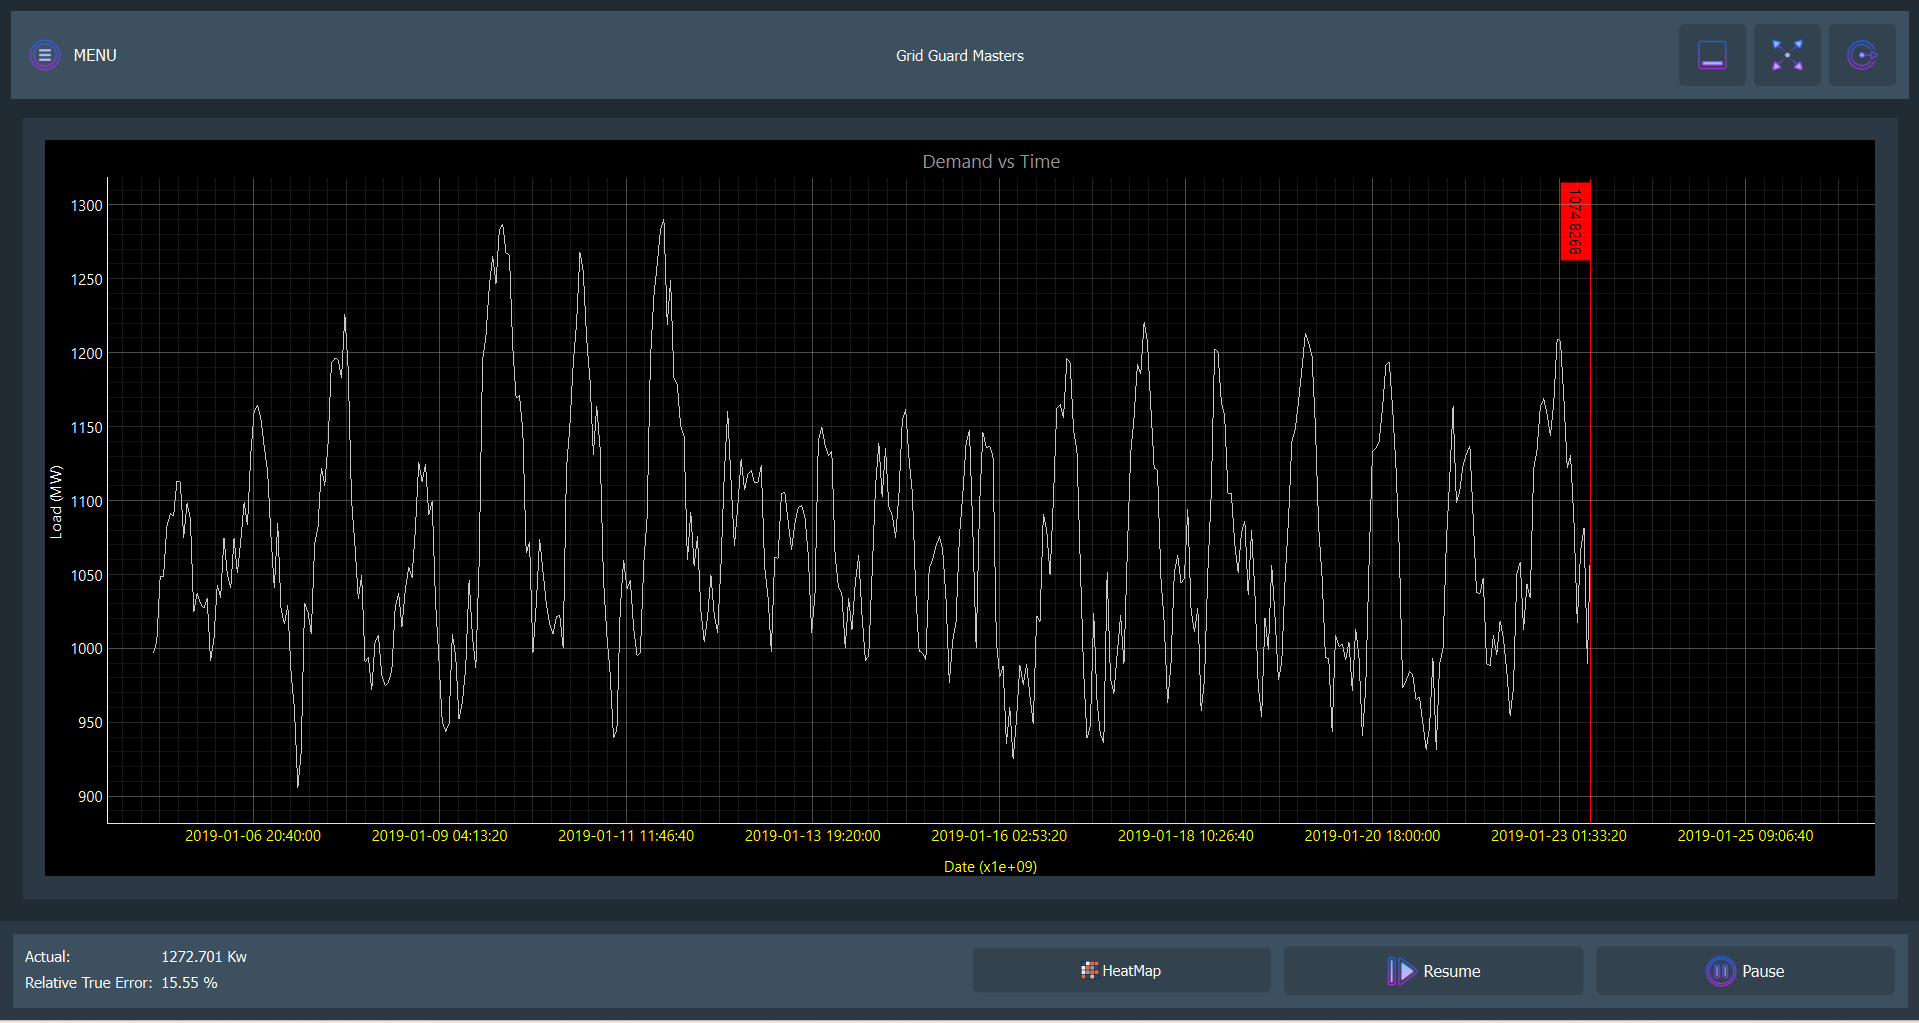 MENU
Grid Guard Masters
Demand vs Time
1300
1250
1200
1150
1100
1050
1000
950
900
Load (MW)
1074.8268
2019-01-06 20:40:00
2019-01-09 04:13:20
2019-01-11 11:46:40
2019-01-13 19:20:00
2019-01-16 02:53:20
2019-01-18 10:26:40
2019-01-20 18:00:00
2019-01-23 01:33:20
2019-01-25 09:06:40
Date (x1e+09)
Actual: 1272.701 Kw
Relative True Error: 15.55 %
HeatMap
Resume
Pause